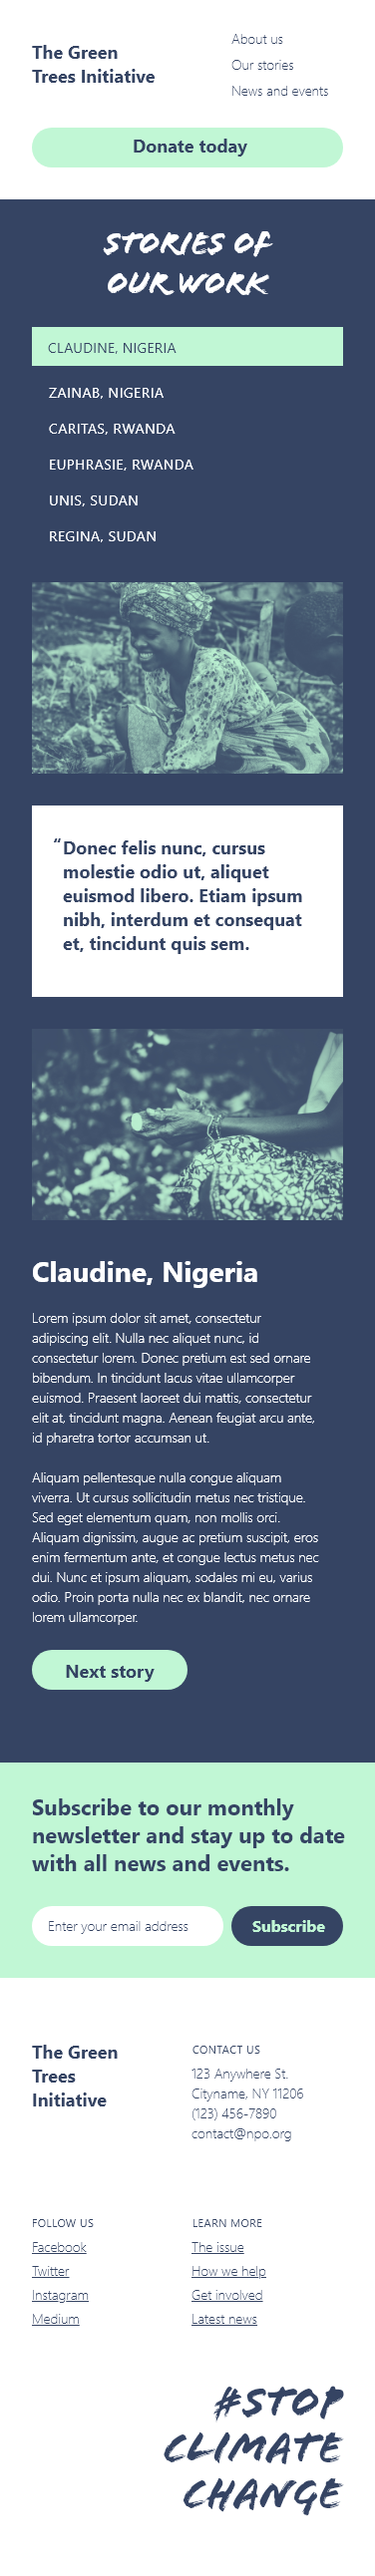 The Green
Trees Initiative
About us
Our stories
News and events
Donate today
STORIES OF
OUR WORK
CLAUDINE, NIGERIA
ZAINAB, NIGERIA
CARITAS, RWANDA
EUPHRASIE, RWANDA
UNIS, SUDAN
REGINA, SUDAN
“Donec felis nunc, cursus
molestie odio ut, aliquet
euismod libero. Etiam ipsum
nibh, interdum et consequat
et, tincidunt quis sem.
Claudine, Nigeria
Lorem ipsum dolor sit amet, consectetur
adipiscing elit. Nulla nec aliquet nunc, id
consectetur lorem. Donec pretium est sed ornare
bibendum. In tincidunt lacus vitae ullamcorper
euismod. Praesent laoreet dui mattis, consectetur
elit at, tincidunt magna. Aenean feugiat arcu ante,
id pharetra tortor accumsan ut.
Aliquam pellentesque nulla congue aliquam
viverra. Ut cursus sollicitudin metus nec tristique.
Sed eget elementum quam, non mollis orci.
Aliquam dignissim, augue ac pretium suscipit, eros
enim fermentum ante, et congue lectus metus nec
dui. Nunc et ipsum aliquam, sodales mi eu, varius
odio. Proin porta nulla nec ex blandit, nec ornare
lorem ullamcorper.
Next story
Subscribe to our monthly
newsletter and stay up to date
with all news and events.
Enter your email address
Subscribe
The Green
Trees
Initiative
CONTACT US
123 Anywhere St.
Cityname, NY 11206
(123) 456-7890
contact@npo.org
FOLLOW US
Facebook
Twitter
Instagram
Medium
LEARN MORE
The issue
How we help
Get involved
Latest news
#STOP
CLIMATE
CHANGE